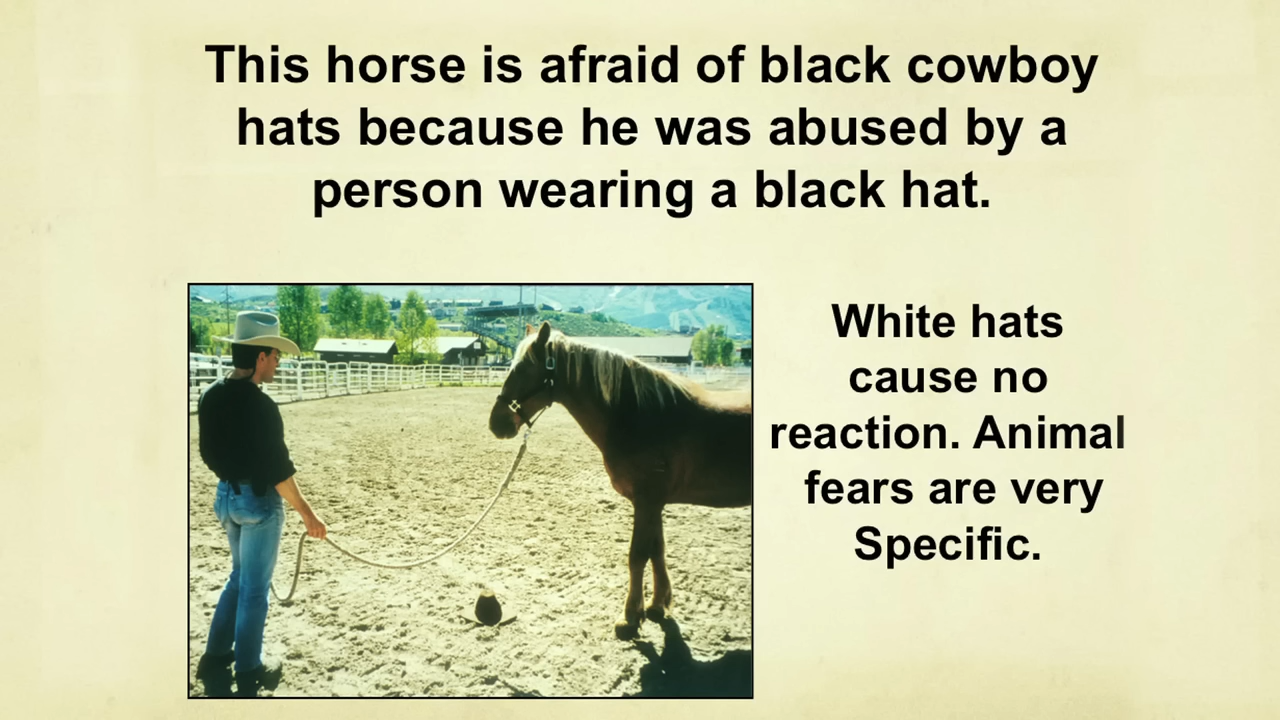 This horse is afraid of black cowboy
hats because he was abused by a
person wearing a black hat.
White hats
cause no
reaction. Animal
fears are very
Specific.